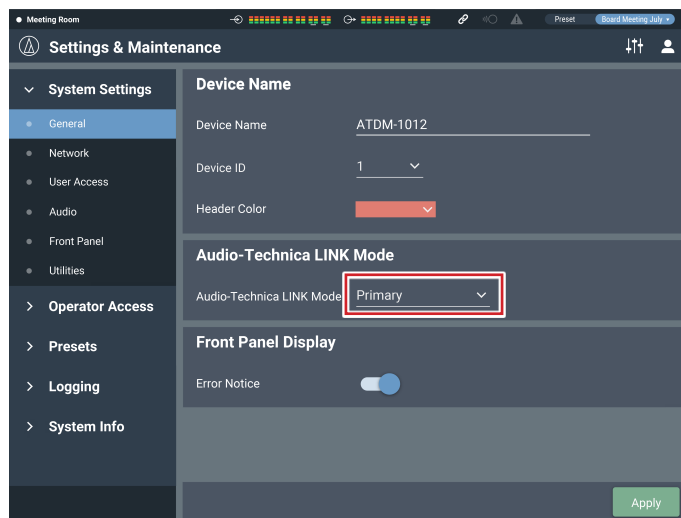 Meeting Room
Preset
Board Meeting July
Settings & Maintenance
System Settings
General
Network
User Access
Audio
Front Panel
Utilities
Operator Access
Presets
Logging
System Info
Device Name
Device Name ATDM-1012
Device ID 1
Header Color
Audio-Technica LINK Mode
Audio-Technica LINK Mode Primary
Front Panel Display
Error Notice
Apply